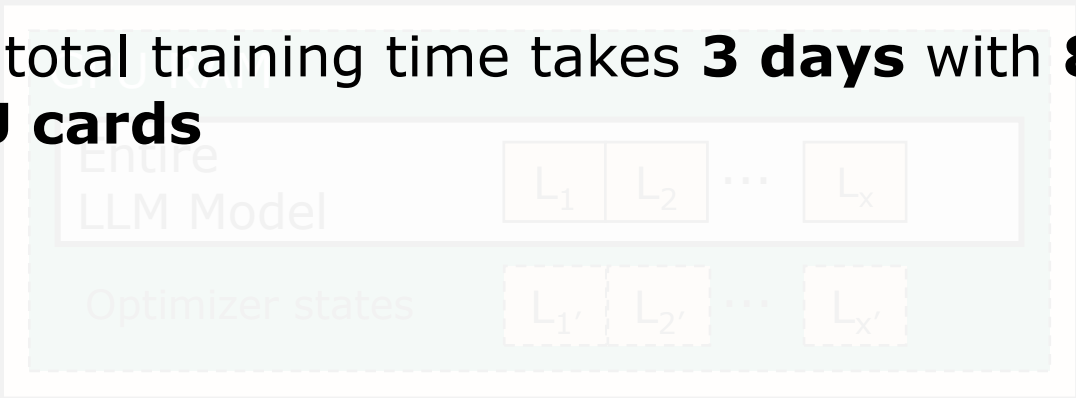 total training time takes 3 days with
cards
Entire
LLM Model
L1 L2 ... Lx
Optimizer states
L1′ L2′ ... Lx′